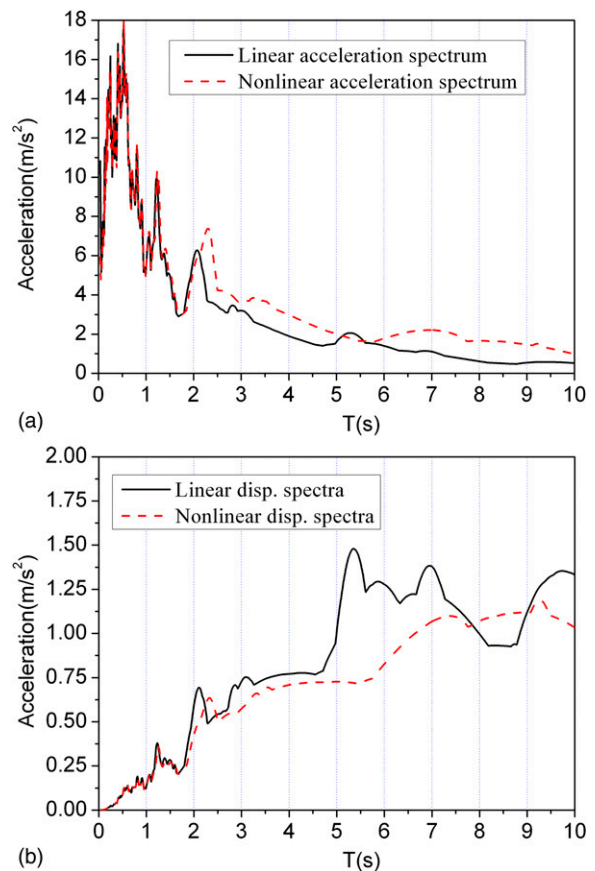 18
16
14
12
10
8
6
4
2
0
Acceleration(m/s²)
Linear acceleration spectrum
Nonlinear acceleration spectrum
0 1 2 3 4 5 6 7 8 9 10
(a)
T(s)
2.00
1.75
1.50
1.25
1.00
0.75
0.50
0.25
0.00
Acceleration(m/s²)
Linear disp. spectra
Nonlinear disp. spectra
0 1 2 3 4 5 6 7 8 9 10
(b)
T(s)